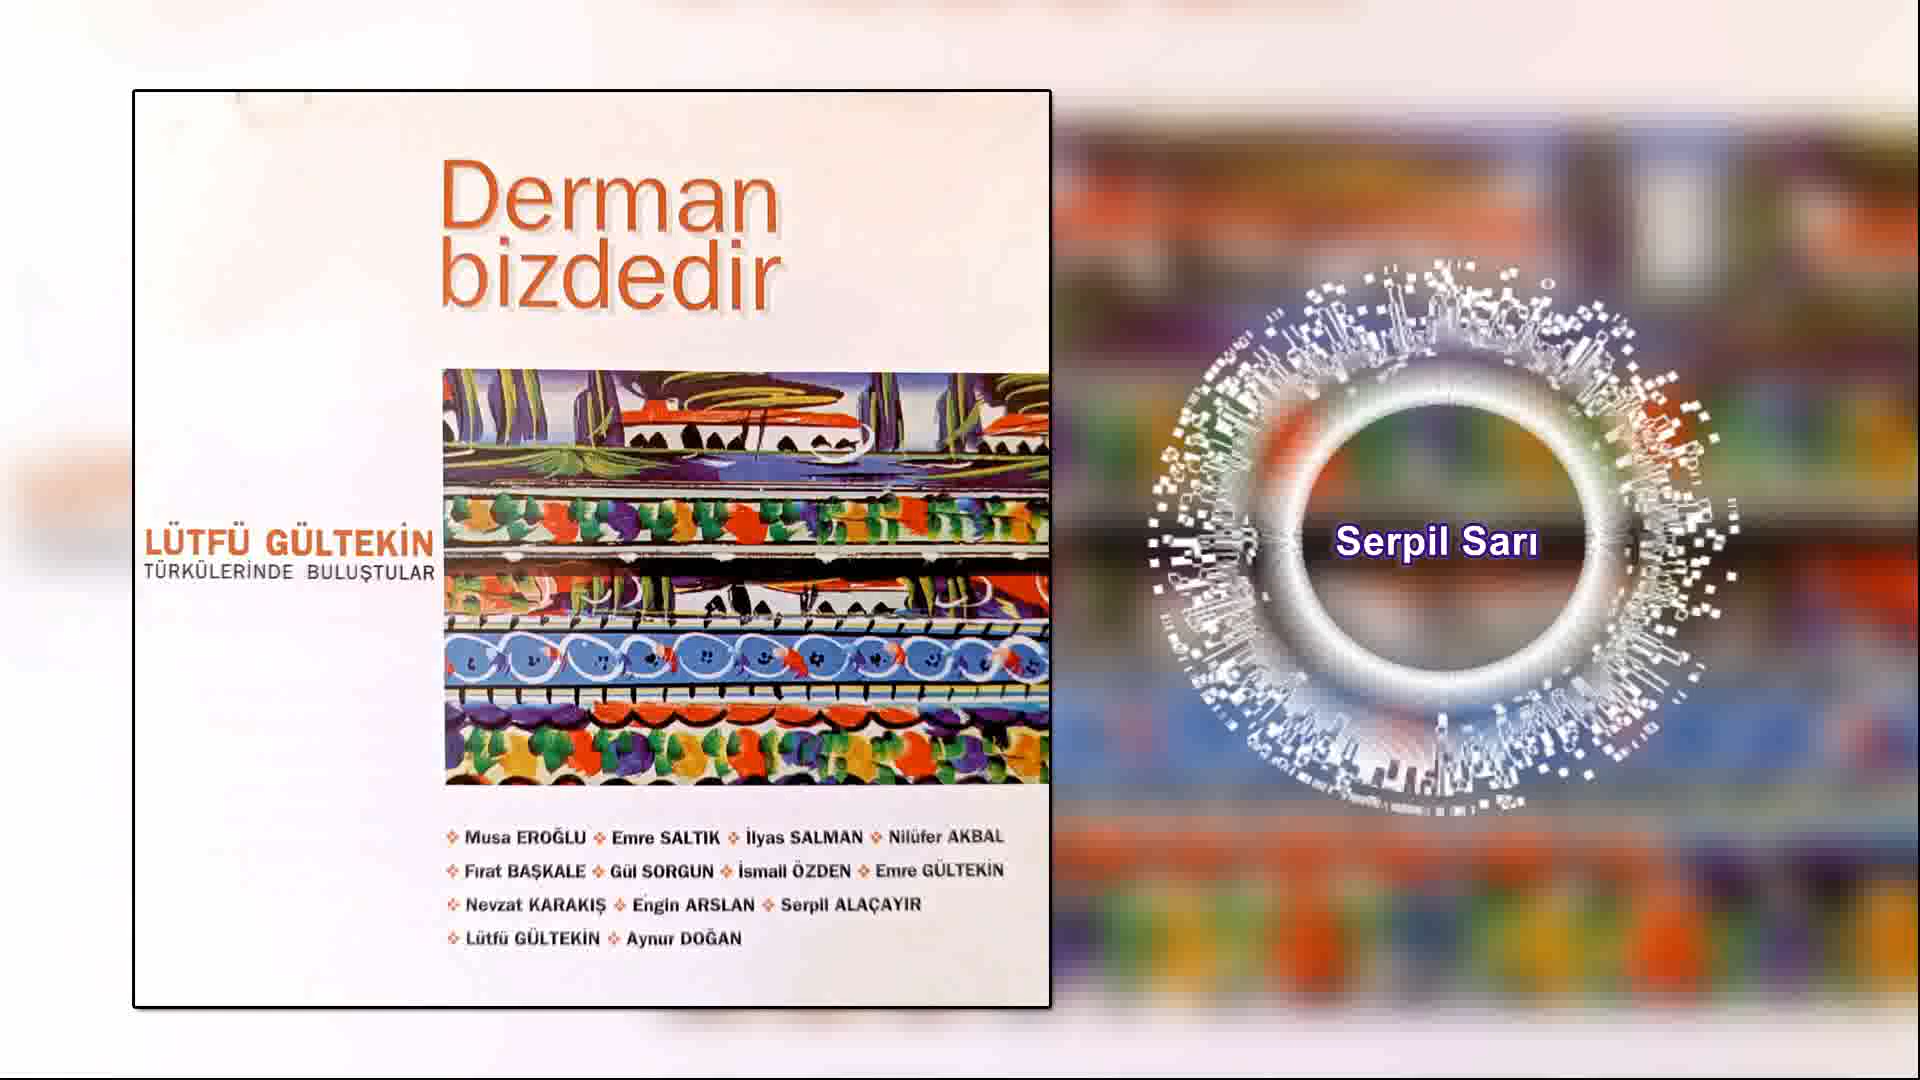 Derman
bizdedir
LÜTFÜ GÜLTEKİN
TÜRKÜLERİNDE BULUŞTULAR
❖ Musa EROĞLU ❖ Emre SALTIK ❖ İlyas SALMAN ❖ Nilüfer AKBAL
❖ Fırat BAŞKALE ❖ Gül SORGUN ❖ İsmail ÖZDEN ❖ Emre GÜLTEKİN
❖ Nevzat KARAKIŞ ❖ Engin ARSLAN ❖ Serpil ALAÇAYIR
❖ Lütfü GÜLTEKİN ❖ Aynur DOĞAN
Serpil Sarı